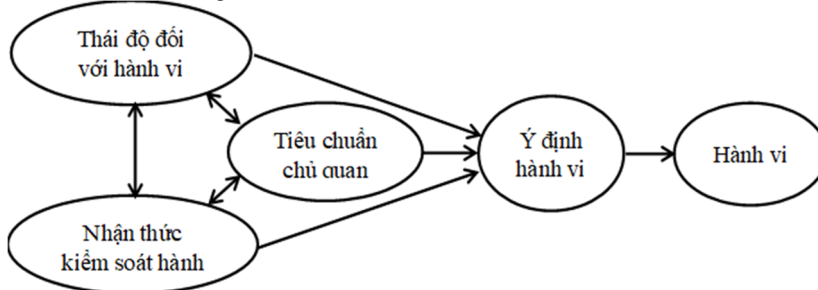 Thái độ đối
với hành vi
Tiêu chuẩn
chủ quan
Nhận thức
kiểm soát hành
Ý định
hành vi
Hành vi